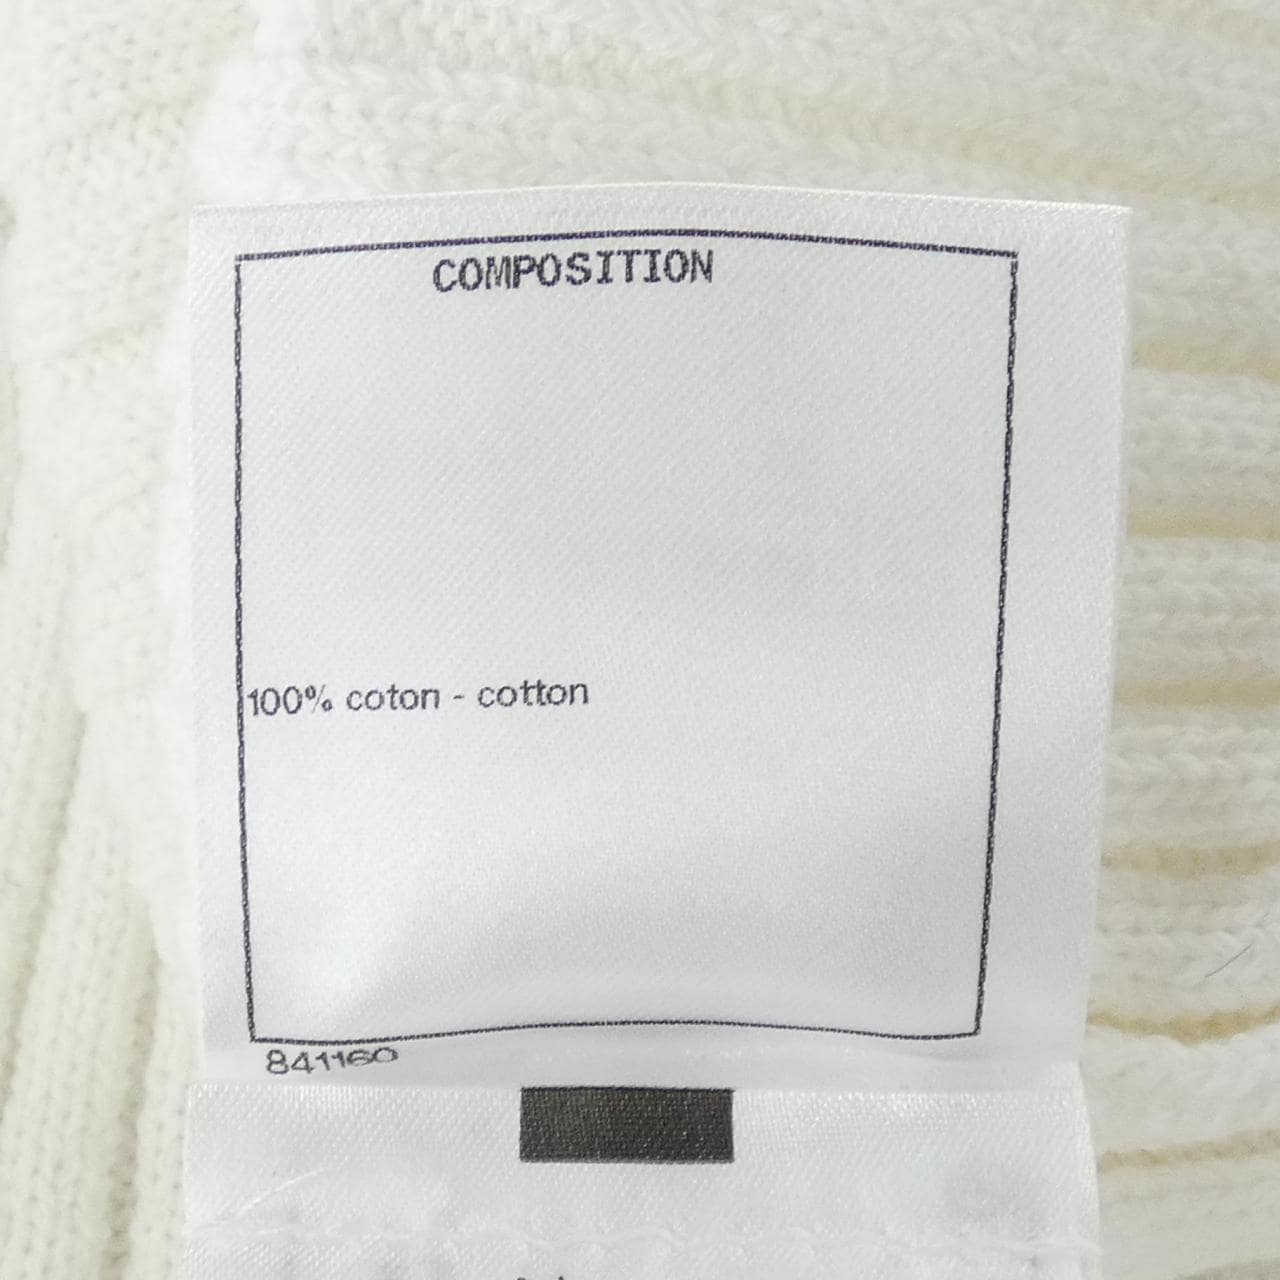 COMPOSITION
100% coton - cotton
841160